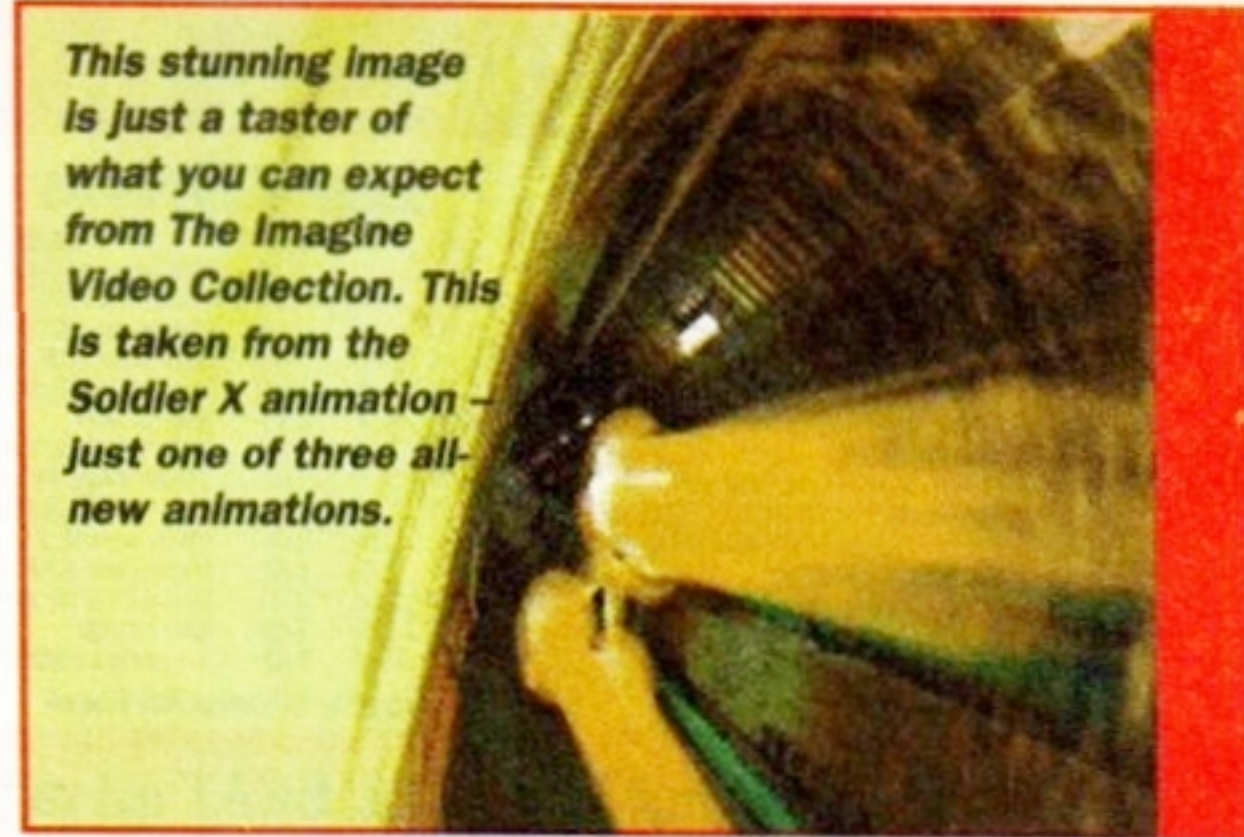 This stunning image
is just a taster of
what you can expect
from The Imagine
Video Collection. This
is taken from the
Soldier X animation –
just one of three all-
new animations.